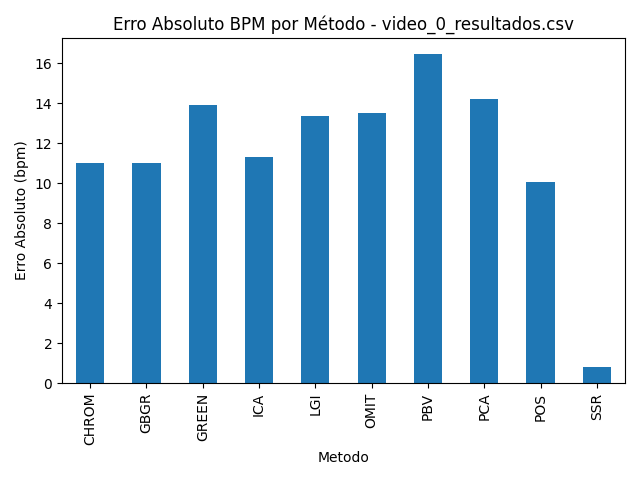 Erro Absoluto BPM por Método - video_0_resultados.csv
Erro Absoluto (bpm)
16
14
12
10
8
6
4
2
0
CHROM
GBGR
GREEN
ICA
LGI
OMIT
PBV
PCA
POS
SSR
Metodo